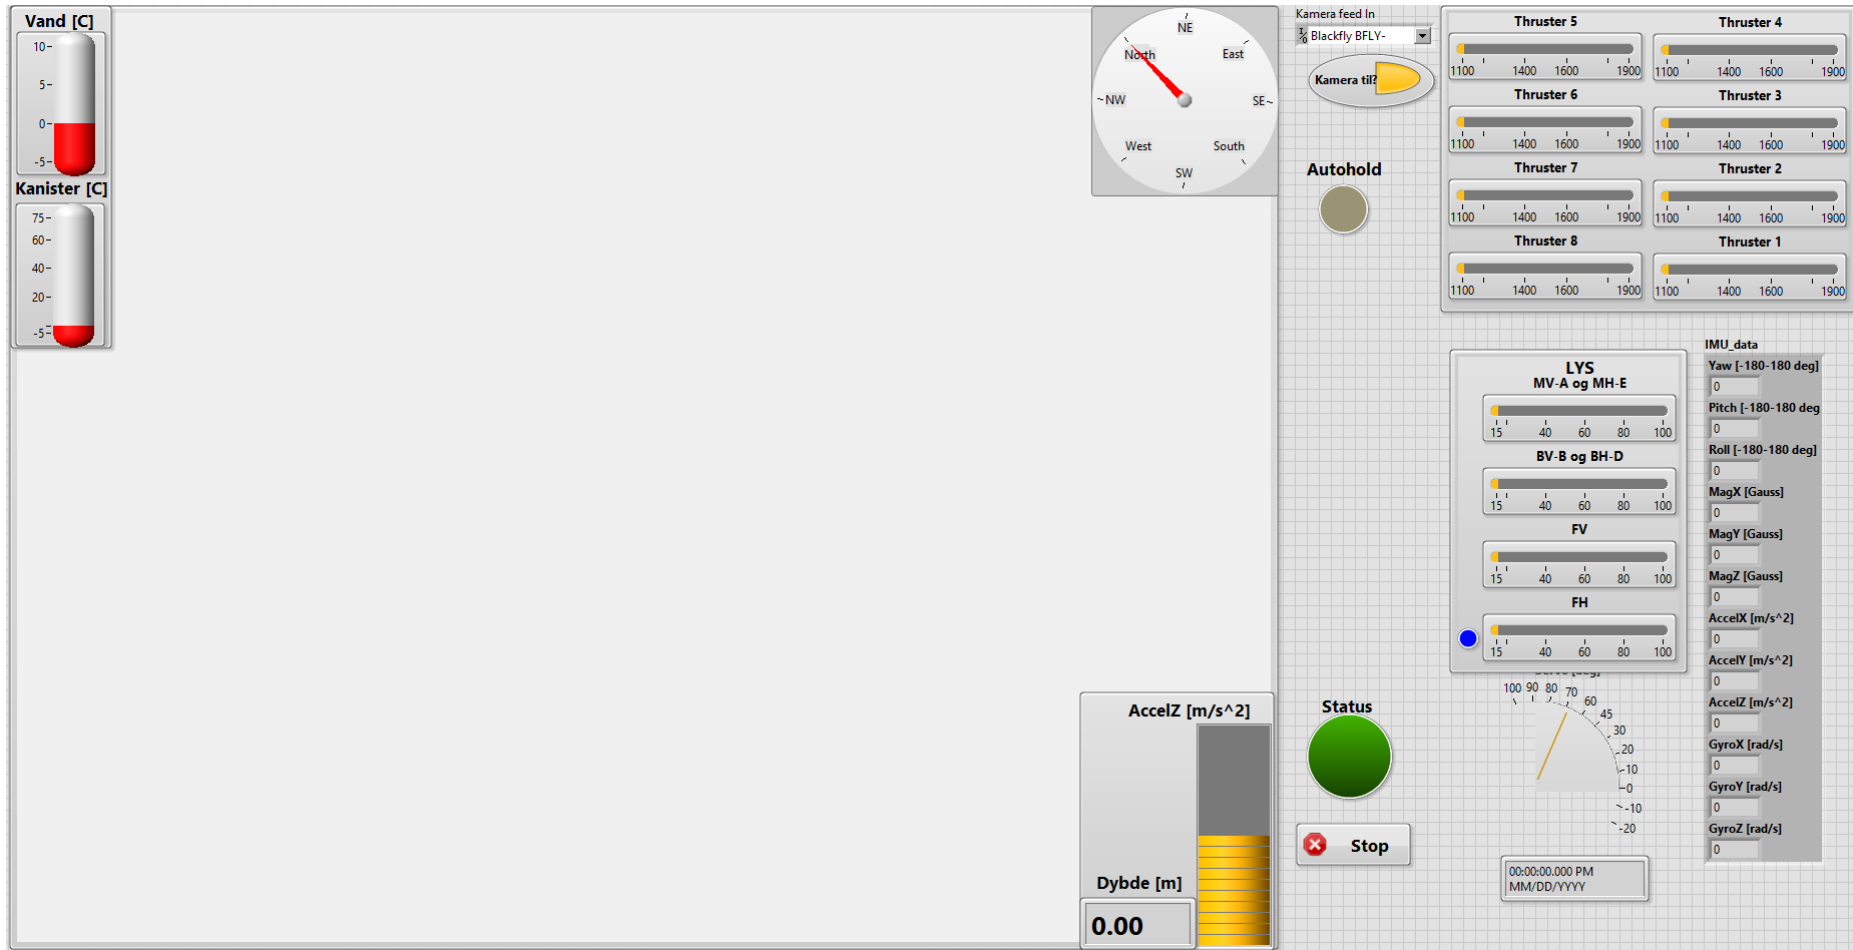 Vand [C]
10
5
0
-5
Kanister [C]
75
60
40
20
-5
NE
North
East
NW
SE
West
South
SW
Kamera feed In
Blackfly BFLY-
Kamera til?
Autohold
Thruster 5
1100 1400 1600 1900
Thruster 4
1100 1400 1600 1900
Thruster 6
1100 1400 1600 1900
Thruster 3
1100 1400 1600 1900
Thruster 7
1100 1400 1600 1900
Thruster 2
1100 1400 1600 1900
Thruster 8
1100 1400 1600 1900
Thruster 1
1100 1400 1600 1900
LYS
MV-A og MH-E
15 40 60 80 100
BV-B og BH-D
15 40 60 80 100
FV
15 40 60 80 100
FH
15 40 60 80 100
100 90 80 70 60 45 30 20 10 0 -10 -20
IMU_data
Yaw [-180-180 deg]
0
Pitch [-180-180 deg
0
Roll [-180-180 deg]
0
MagX [Gauss]
0
MagY [Gauss]
0
MagZ [Gauss]
0
AccelX [m/s^2]
0
AccelY [m/s^2]
0
AccelZ [m/s^2]
0
GyroX [rad/s]
0
GyroY [rad/s]
0
GyroZ [rad/s]
0
AccelZ [m/s^2]
Dybde [m]
0.00
Status
Stop
00:00:00.000 PM
MM/DD/YYYY